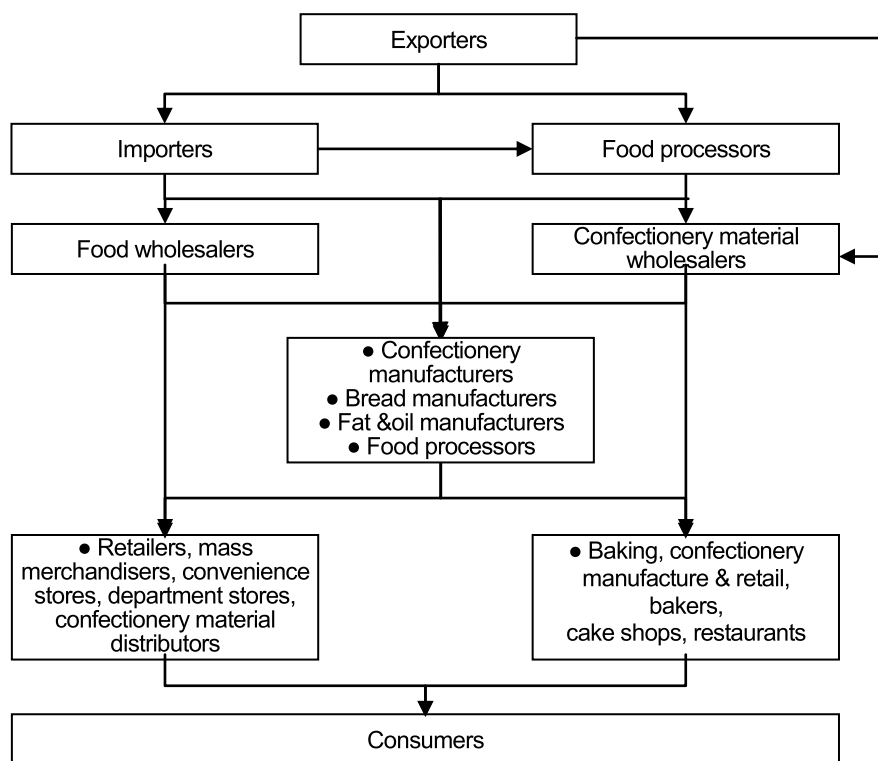 Exporters
Importers
Food processors
Food wholesalers
Confectionery material
wholesalers
● Confectionery
manufacturers
● Bread manufacturers
● Fat &oil manufacturers
● Food processors
● Retailers, mass
merchandisers, convenience
stores, department stores,
confectionery material
distributors
● Baking, confectionery
manufacture & retail,
bakers,
cake shops, restaurants
Consumers